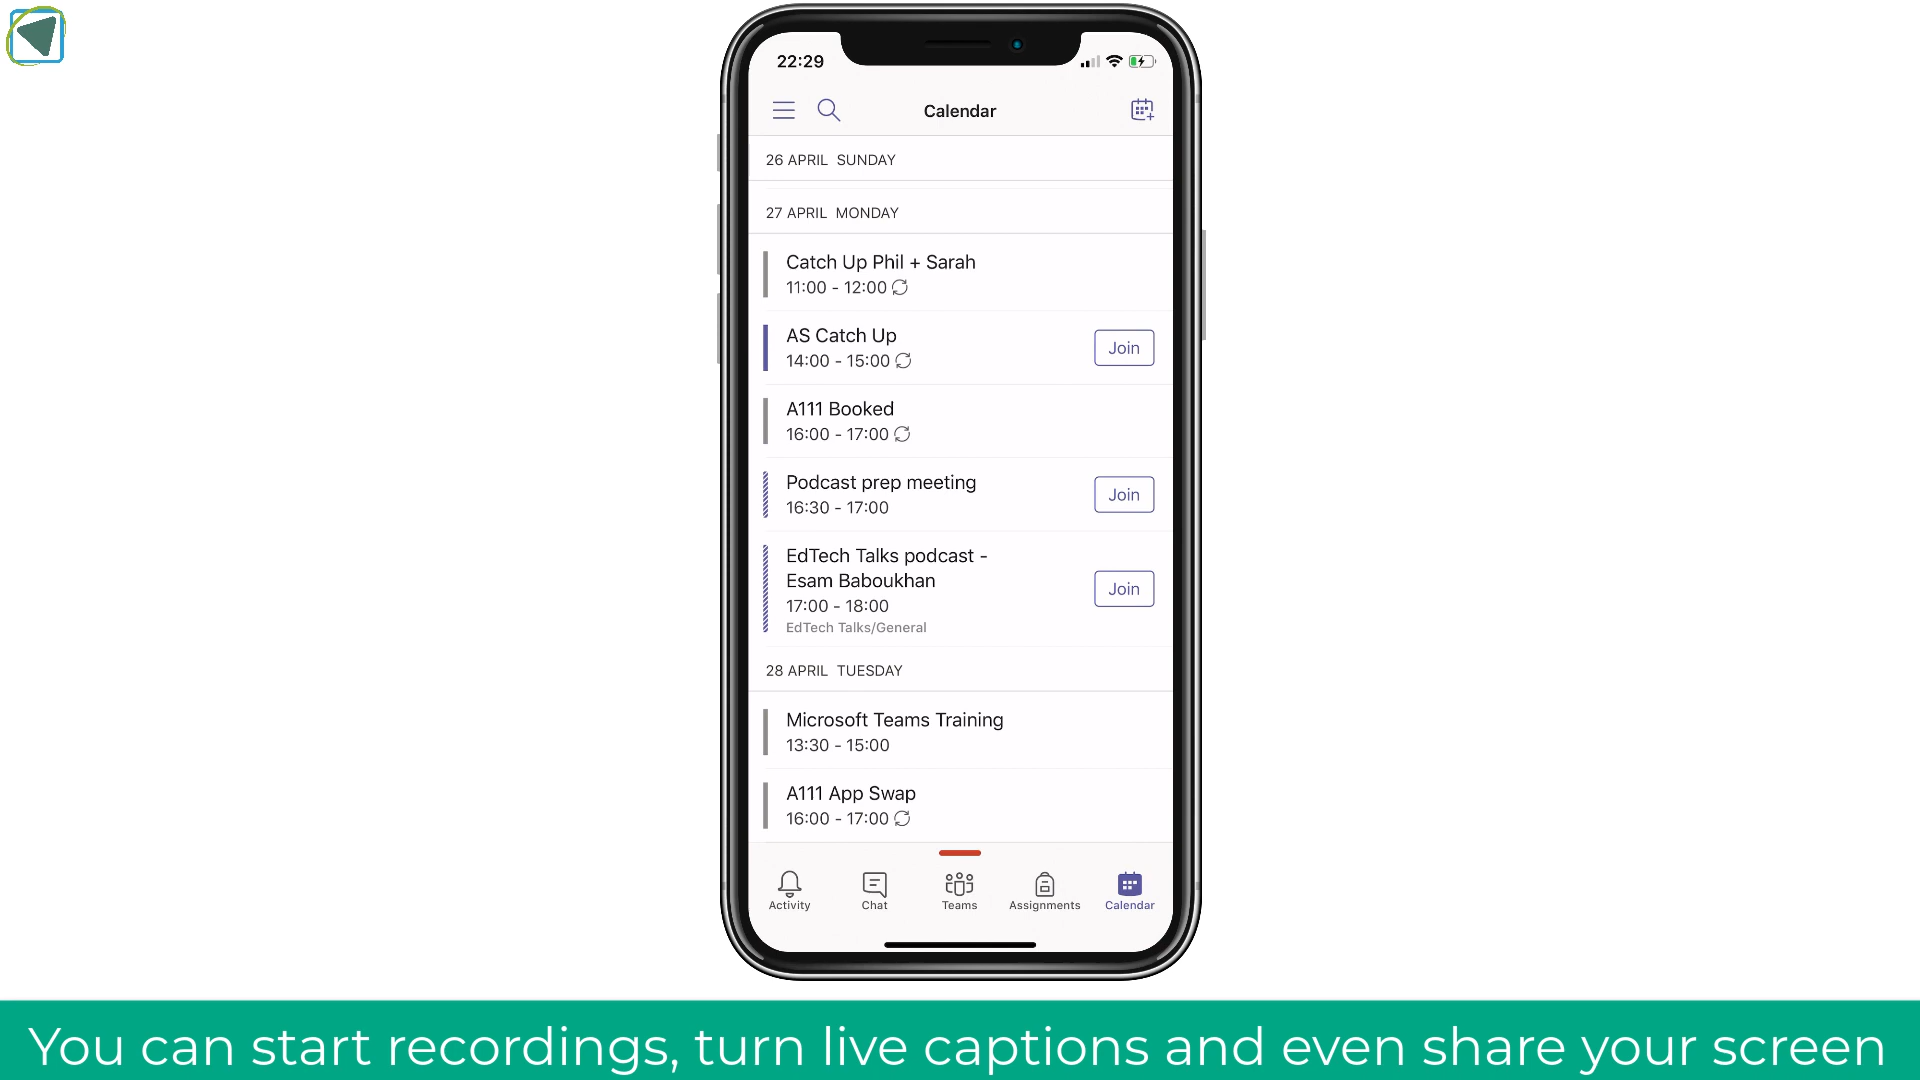 22:29
Calendar
26 APRIL SUNDAY
27 APRIL MONDAY
Catch Up Phil + Sarah
11:00 - 12:00
AS Catch Up
14:00 - 15:00
Join
A111 Booked
16:00 - 17:00
Podcast prep meeting
16:30 - 17:00
Join
EdTech Talks podcast -
Esam Baboukhan
17:00 - 18:00
EdTech Talks/General
Join
28 APRIL TUESDAY
Microsoft Teams Training
13:30 - 15:00
A111 App Swap
16:00 - 17:00
Activity
Chat
Teams
Assignments
Calendar
You can start recordings, turn live captions and even share your screen